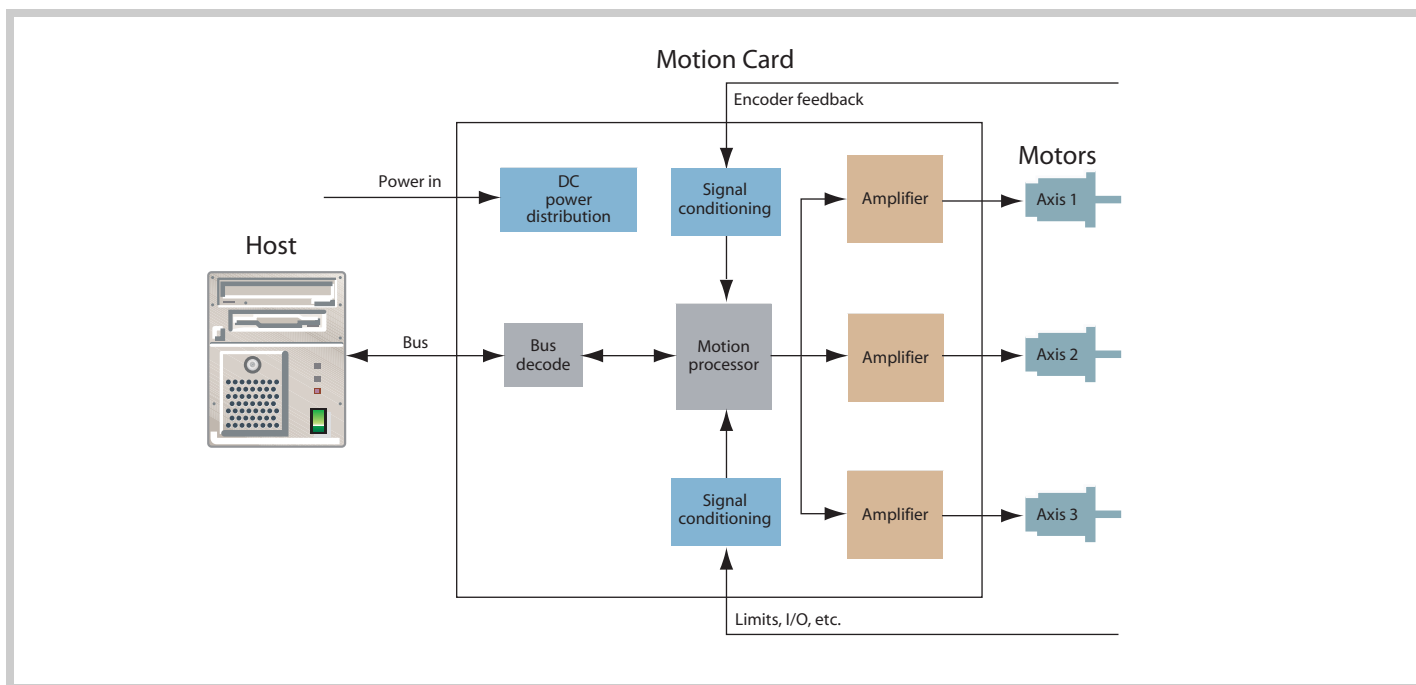 Motion Card
Encoder feedback
Motors
Power in
DC
power
distribution
Signal
conditioning
Amplifier
Axis 1
Host
Bus
Bus
decode
Motion
processor
Amplifier
Axis 2
Signal
conditioning
Amplifier
Axis 3
Limits, I/O, etc.